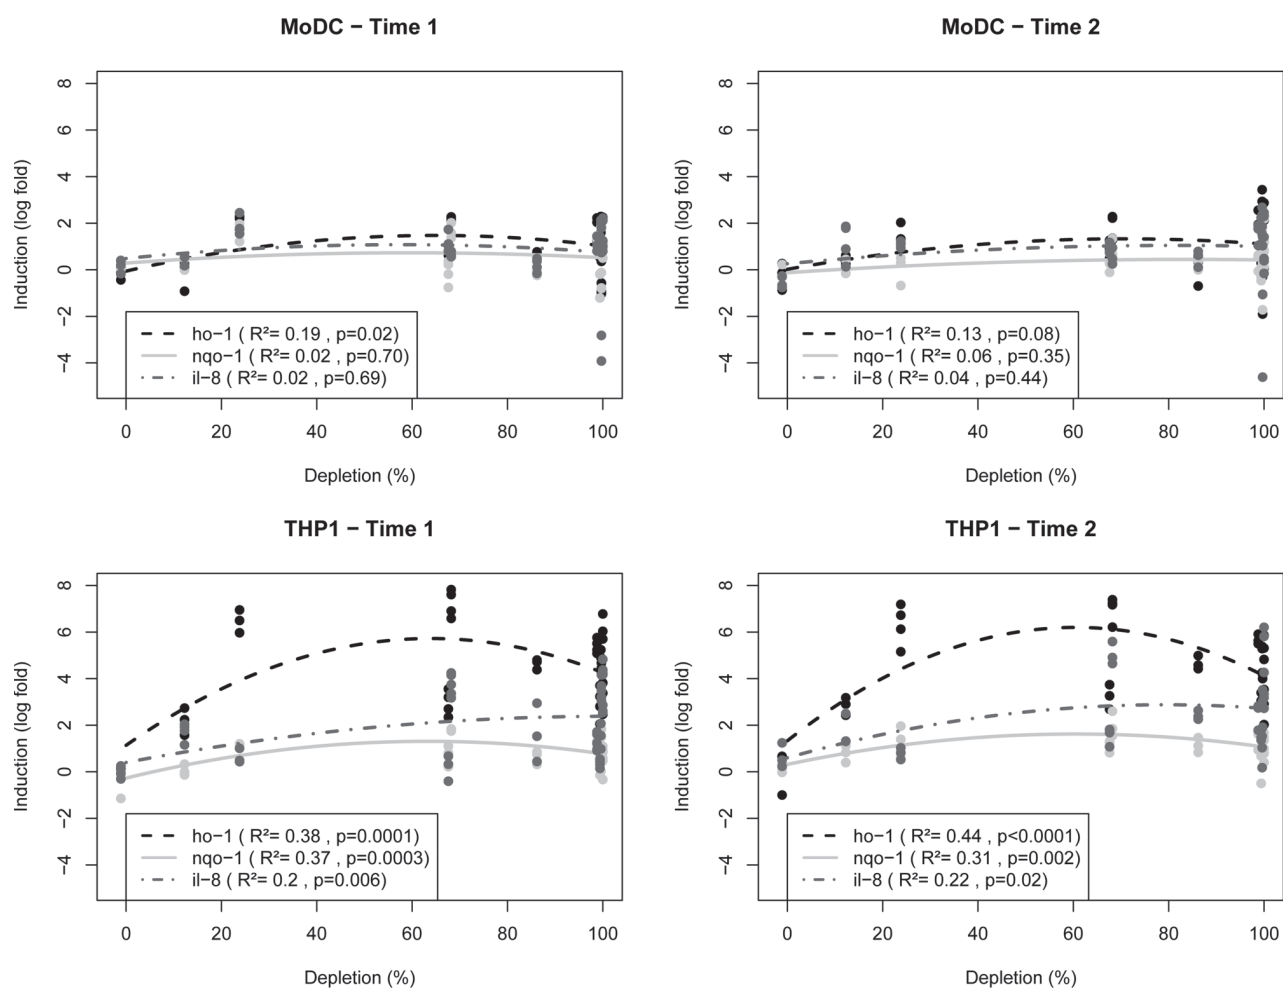 MoDC − Time 1
Induction (log fold)
8
6
4
2
0
−2
−4
ho−1 ( R²= 0.19 , p=0.02)
nqo−1 ( R²= 0.02 , p=0.70)
il−8 ( R²= 0.02 , p=0.69)
0 20 40 60 80 100
Depletion (%)
MoDC − Time 2
Induction (log fold)
8
6
4
2
0
−2
−4
ho−1 ( R²= 0.13 , p=0.08)
nqo−1 ( R²= 0.06 , p=0.35)
il−8 ( R²= 0.04 , p=0.44)
0 20 40 60 80 100
Depletion (%)
THP1 − Time 1
Induction (log fold)
8
6
4
2
0
−2
−4
ho−1 ( R²= 0.38 , p=0.0001)
nqo−1 ( R²= 0.37 , p=0.0003)
il−8 ( R²= 0.2 , p=0.006)
0 20 40 60 80 100
Depletion (%)
THP1 − Time 2
Induction (log fold)
8
6
4
2
0
−2
−4
ho−1 ( R²= 0.44 , p<0.0001)
nqo−1 ( R²= 0.31 , p=0.002)
il−8 ( R²= 0.22 , p=0.02)
0 20 40 60 80 100
Depletion (%)